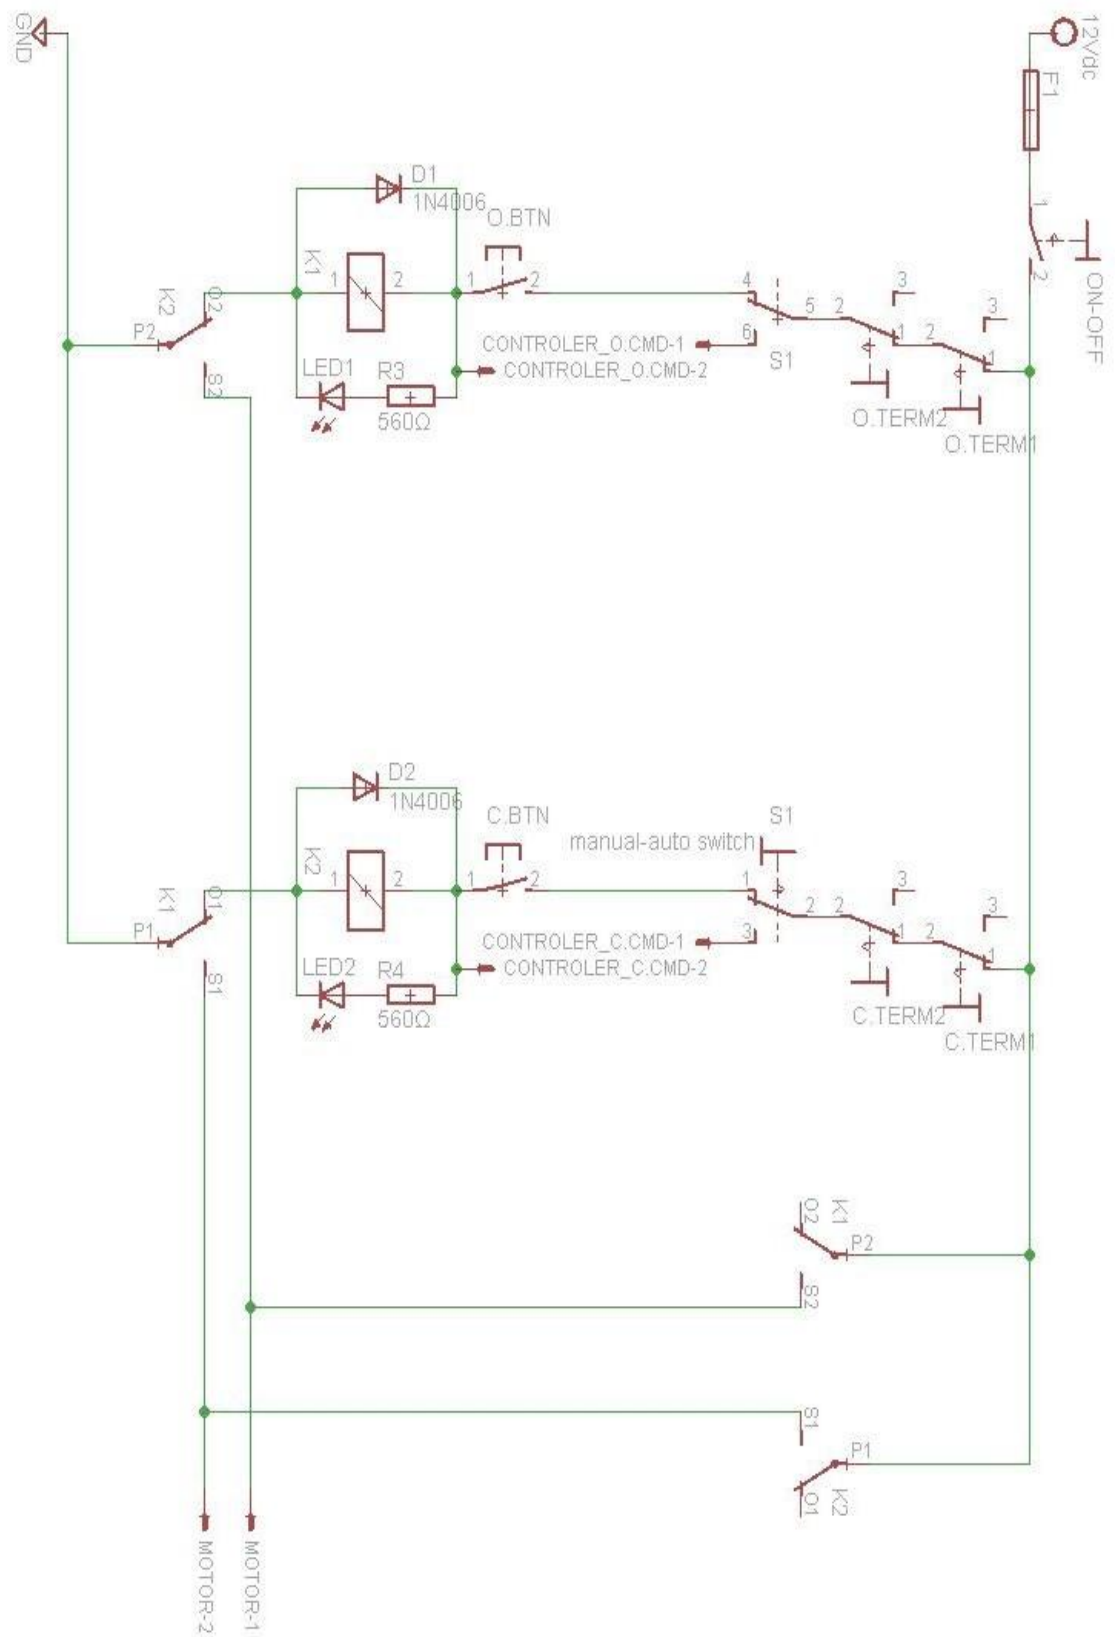 GND
12Vdc
F1
1
2
ON-OFF
D1
1N4006
O.BTN
K1
1
2
1
2
4
5
6
S1
2
3
1
2
3
1
K2
O2
P2
S2
CONTROLER_O.CMD-1
CONTROLER_O.CMD-2
LED1
R3
560Ω
O.TERM2
O.TERM1
D2
1N4006
C.BTN
S1
manual-auto switch
K2
1
2
1
2
1
2
3
2
3
1
2
3
1
K1
O1
P1
S1
CONTROLER_C.CMD-1
CONTROLER_C.CMD-2
LED2
R4
560Ω
C.TERM2
C.TERM1
K1
O2
P2
S2
S1
P1
O1
K2
MOTOR-2
MOTOR-1